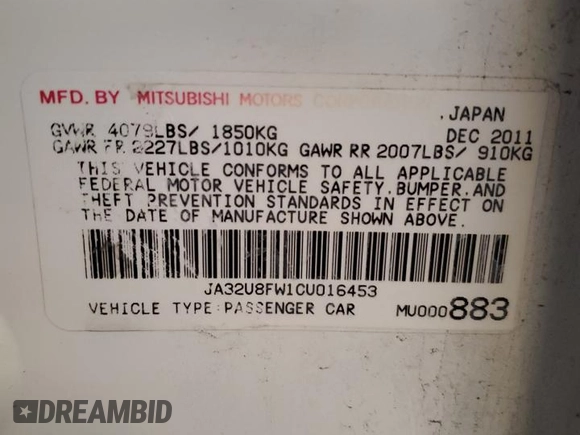 MFD. BY MITSUBISHI MOTORS CORPORATION
.JAPAN
GVWR 4079LBS/ 1850KG DEC 2011
GAWR FR 2227LBS/1010KG GAWR RR 2007LBS/ 910KG
THIS VEHICLE CONFORMS TO ALL APPLICABLE
FEDERAL MOTOR VEHICLE SAFETY.BUMPER.AND
THEFT PREVENTION STANDARDS IN EFFECT ON
THE DATE OF MANUFACTURE SHOWN ABOVE.
JA32U8FW1CU016453
VEHICLE TYPE:PASSENGER CAR MU000883
DREAMBID